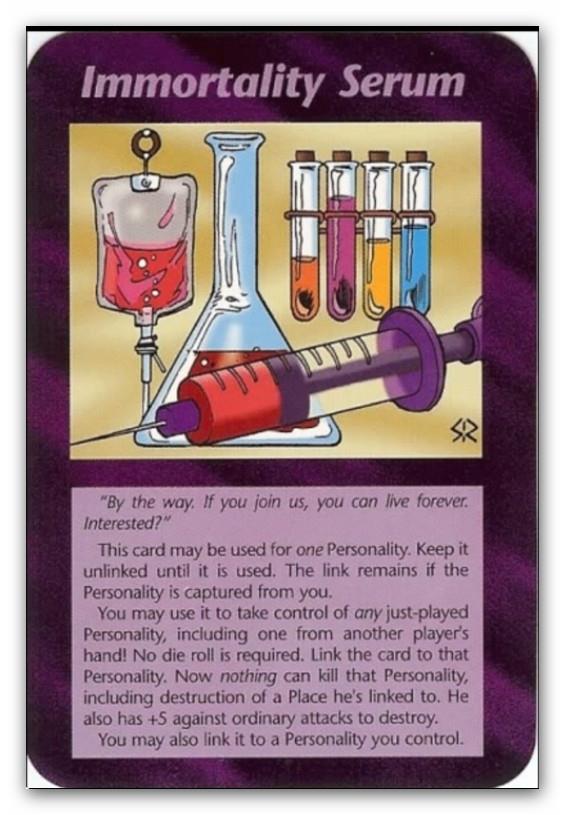 Immortality Serum
SR
"By the way. If you join us, you can live forever.
Interested?"
This card may be used for one Personality. Keep it
unlinked until it is used. The link remains if the
Personality is captured from you.
You may use it to take control of any just-played
Personality, including one from another player's
hand! No die roll is required. Link the card to that
Personality. Now nothing can kill that Personality,
including destruction of a Place he's linked to. He
also has +5 against ordinary attacks to destroy.
You may also link it to a Personality you control.